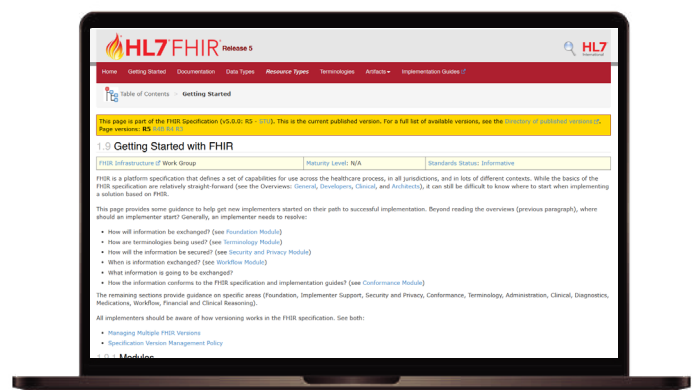 HL7 FHIR Release 5
HL7
International
Home Getting Started Documentation Data Types Resource Types Terminologies Artifacts Implementation Guides
Table of Contents > Getting Started
This page is part of the FHIR Specification (v5.0.0: R5 - STU). This is the current published version. For a full list of available versions, see the Directory of published versions.
Page versions: R5 R4B R4 R3
1.9 Getting Started with FHIR
FHIR Infrastructure Work Group Maturity Level: N/A Standards Status: Informative
FHIR is a platform specification that defines a set of capabilities for use across the healthcare process, in all jurisdictions, and in lots of different contexts. While the basics of the
FHIR specification are relatively straight-forward (see the Overviews: General, Developers, Clinical, and Architects), it can still be difficult to know where to start when implementing
a solution based on FHIR.
This page provides some guidance to help get new implementers started on their path to successful implementation. Beyond reading the overviews (previous paragraph), where
should an implementer start? Generally, an implementer needs to resolve:
• How will information be exchanged? (see Foundation Module)
• How are terminologies being used? (see Terminology Module)
• How will the information be secured? (see Security and Privacy Module)
• When is information exchanged? (see Workflow Module)
• What information is going to be exchanged?
• How the information conforms to the FHIR specification and implementation guides? (see Conformance Module)
The remaining sections provide guidance on specific areas (Foundation, Implementer Support, Security and Privacy, Conformance, Terminology, Administration, Clinical, Diagnostics,
Medications, Workflow, Financial and Clinical Reasoning).
All implementers should be aware of how versioning works in the FHIR specification. See both:
• Managing Multiple FHIR Versions
• Specification Version Management Policy
1.9.1 Modules